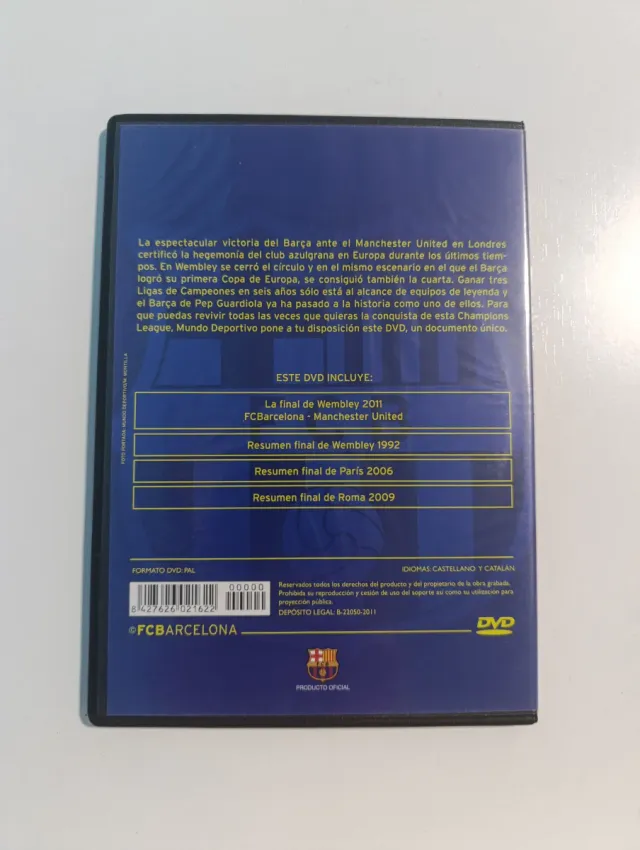 La espectacular victoria del Barça ante el Manchester United en Londres
certificó la hegemonía del club azulgrana en Europa durante los últimos tiem-
pos. En Wembley se cerró el círculo y en el mismo escenario en el que el Barça
logró su primera Copa de Europa, se consiguió también la cuarta. Ganar tres
Ligas de Campeones en seis años sólo está al alcance de equipos de leyenda y
el Barça de Pep Guardiola ya ha pasado a la historia como uno de ellos. Para
que puedas revivir todas las veces que quieras la conquista de esta Champions
League, Mundo Deportivo pone a tu disposición este DVD, un documento único.
FOTO PORTADA: MUNDO DEPORTIVO/M. MONTILLA
ESTE DVD INCLUYE:
La final de Wembley 2011
FCBarcelona - Manchester United
Resumen final de Wembley 1992
Resumen final de París 2006
Resumen final de Roma 2009
FORMATO DVD: PAL
IDIOMAS: CASTELLANO Y CATALÁN
00000
8 427626 021622
Reservados todos los derechos del producto y del propietario de la obra grabada.
Prohibida su reproducción y cesión de uso del soporte así como su utilización para
proyección pública.
DEPÓSITO LEGAL: B-22050-2011
©FCBARCELONA
DVD
PRODUCTO OFICIAL